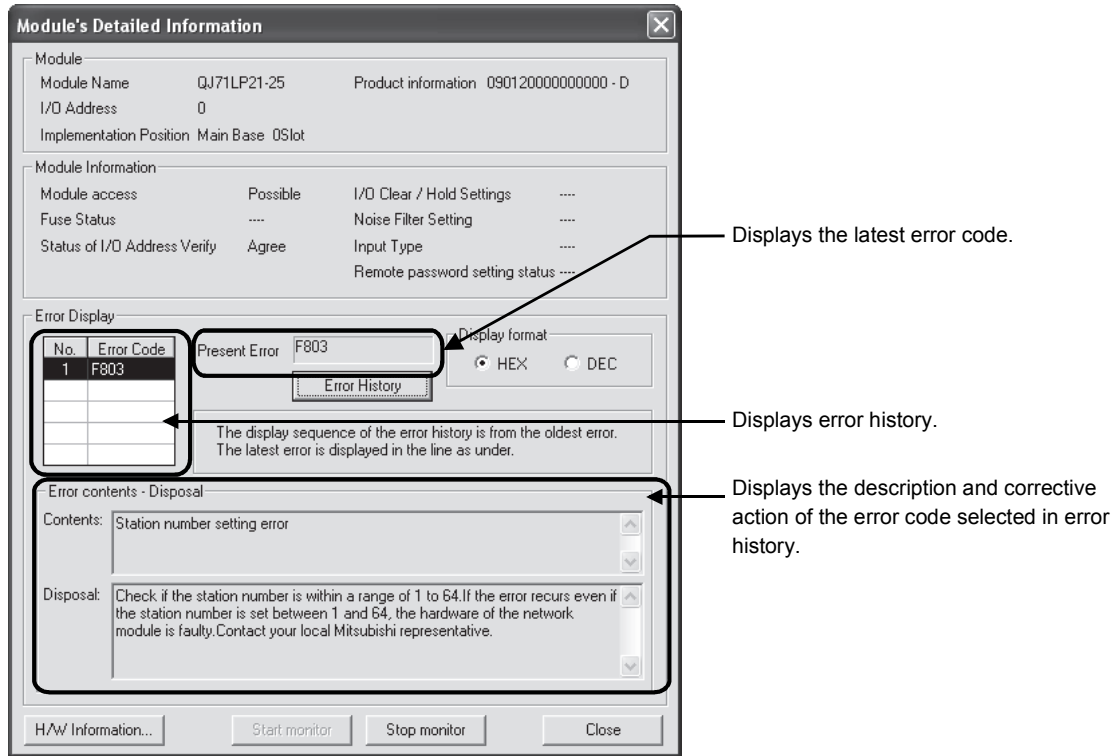 Module's Detailed Information
Module
Module Name QJ71LP21-25 Product information 090120000000000 - D
I/O Address 0
Implementation Position Main Base 0Slot
Module Information
Module access Possible I/O Clear / Hold Settings ----
Fuse Status ---- Noise Filter Setting ----
Status of I/O Address Verify Agree Input Type ----
Remote password setting status ----
Displays the latest error code.
Error Display
No. Error Code
1 F803
Present Error F803
Display format
HEX DEC
Error History
The display sequence of the error history is from the oldest error.
The latest error is displayed in the line as under.
Displays error history.
Error contents - Disposal
Contents: Station number setting error
Disposal: Check if the station number is within a range of 1 to 64.If the error recurs even if
the station number is set between 1 and 64, the hardware of the network
module is faulty.Contact your local Mitsubishi representative.
Displays the description and corrective
action of the error code selected in error
history.
H/W Information... Start monitor Stop monitor Close